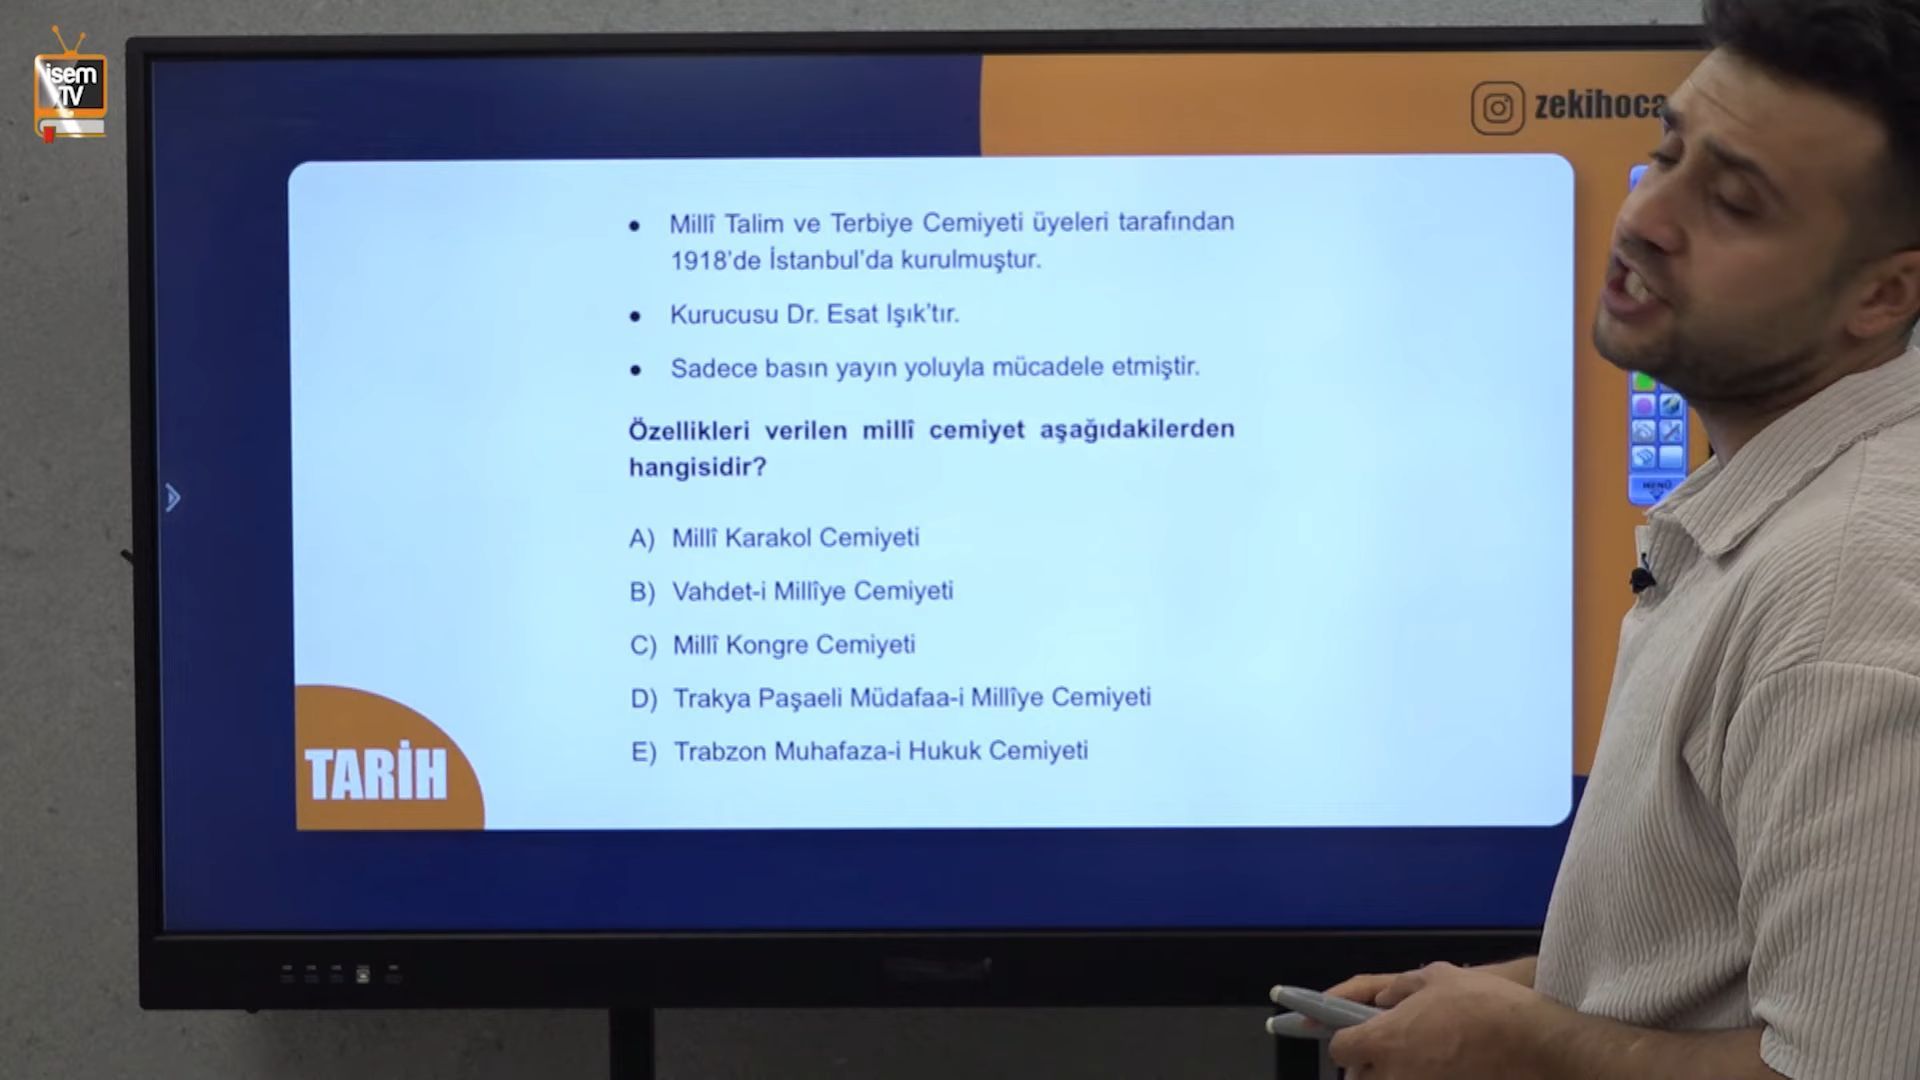 isem
TV
zekihoca
• Millî Talim ve Terbiye Cemiyeti üyeleri tarafından
1918'de İstanbul'da kurulmuştur.
• Kurucusu Dr. Esat Işık'tır.
• Sadece basın yayın yoluyla mücadele etmiştir.
Özellikleri verilen millî cemiyet aşağıdakilerden
hangisidir?
A) Millî Karakol Cemiyeti
B) Vahdet-i Millîye Cemiyeti
C) Millî Kongre Cemiyeti
D) Trakya Paşaeli Müdafaa-i Millîye Cemiyeti
E) Trabzon Muhafaza-i Hukuk Cemiyeti
MENÜ
TARİH